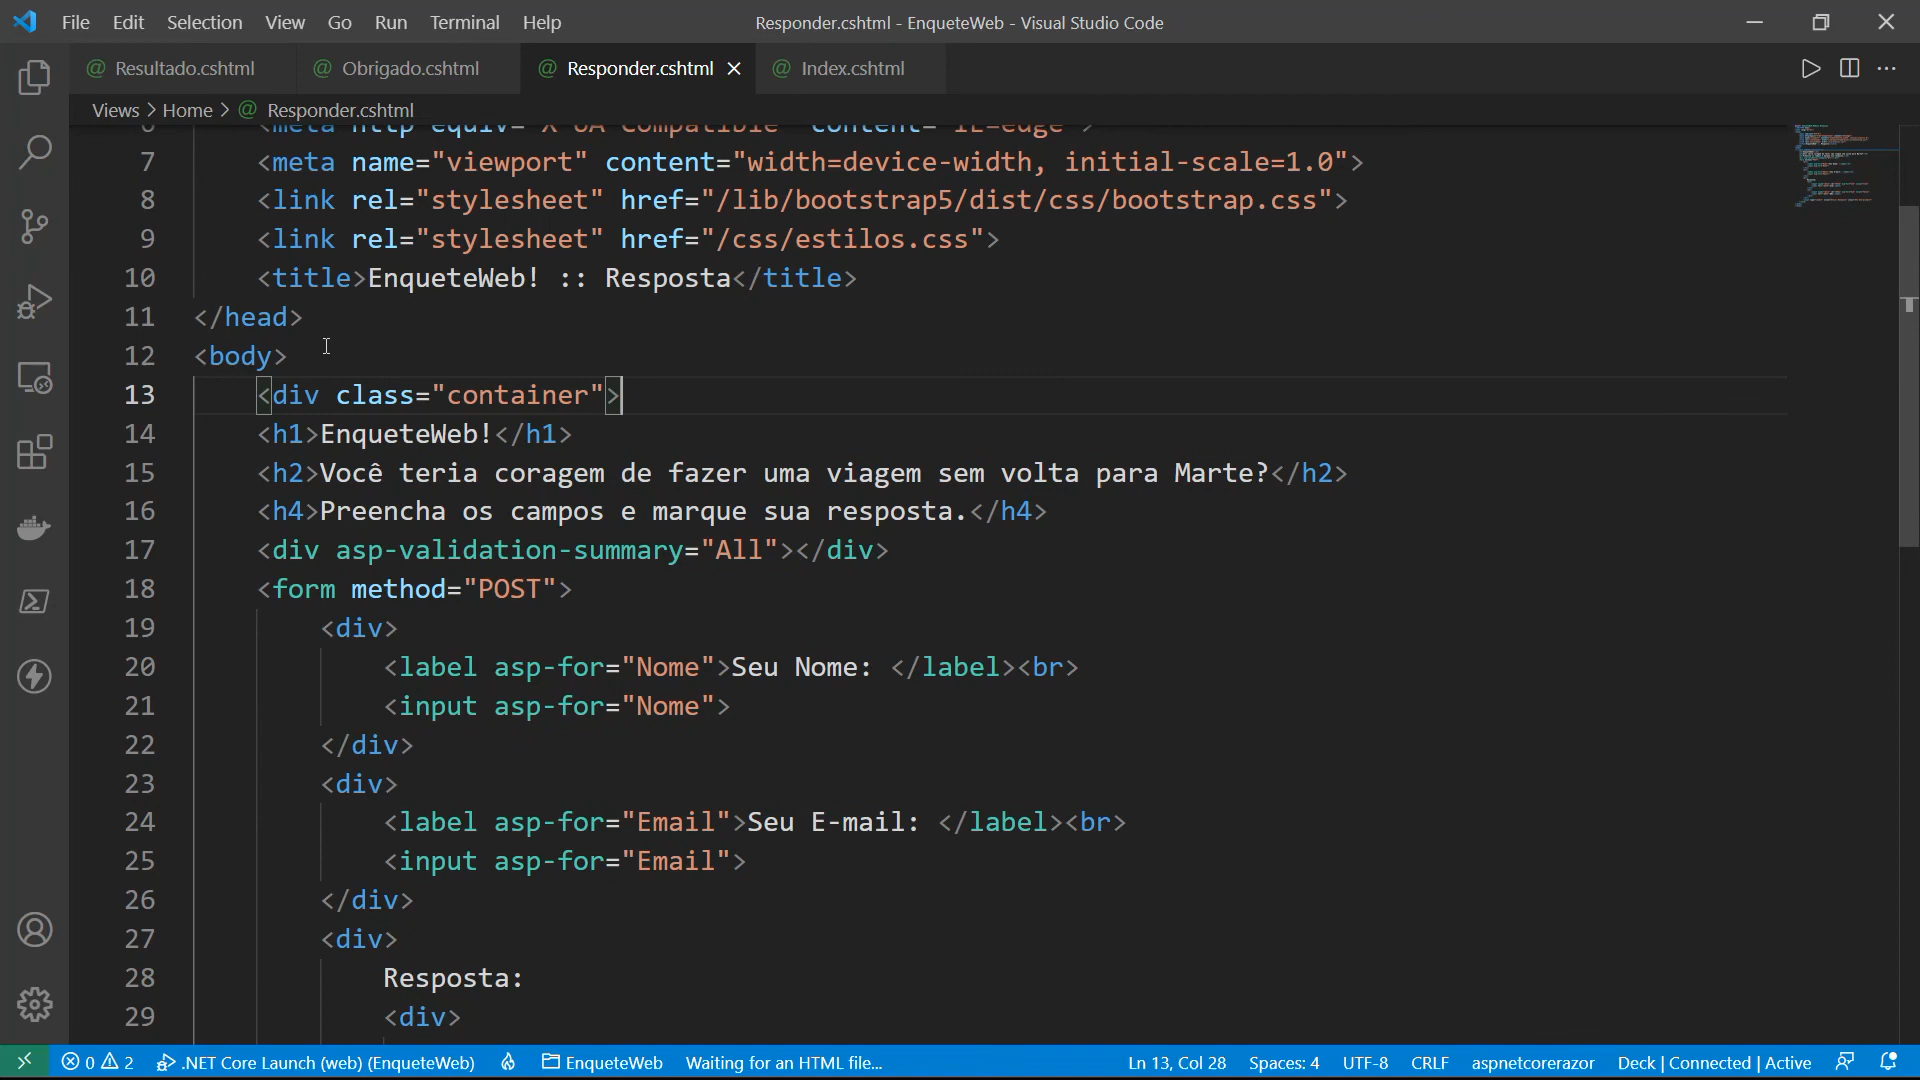 File Edit Selection View Go Run Terminal Help
Responder.cshtml - EnqueteWeb - Visual Studio Code
Resultado.cshtml Obrigado.cshtml Responder.cshtml Index.cshtml
Views > Home > Responder.cshtml
6 <meta http-equiv="X-UA-Compatible" content="IE=edge">
7 <meta name="viewport" content="width=device-width, initial-scale=1.0">
8 <link rel="stylesheet" href="/lib/bootstrap5/dist/css/bootstrap.css">
9 <link rel="stylesheet" href="/css/estilos.css">
10 <title>EnqueteWeb! :: Resposta</title>
11 </head>
12 <body>
13 <div class="container">
14 <h1>EnqueteWeb!</h1>
15 <h2>Você teria coragem de fazer uma viagem sem volta para Marte?</h2>
16 <h4>Preencha os campos e marque sua resposta.</h4>
17 <div asp-validation-summary="All"></div>
18 <form method="POST">
19 <div>
20 <label asp-for="Nome">Seu Nome: </label><br>
21 <input asp-for="Nome">
22 </div>
23 <div>
24 <label asp-for="Email">Seu E-mail: </label><br>
25 <input asp-for="Email">
26 </div>
27 <div>
28 Resposta:
29 <div>
0 2 .NET Core Launch (web) (EnqueteWeb) EnqueteWeb Waiting for an HTML file... Ln 13, Col 28 Spaces: 4 UTF-8 CRLF aspnetcorerazor Deck | Connected | Active